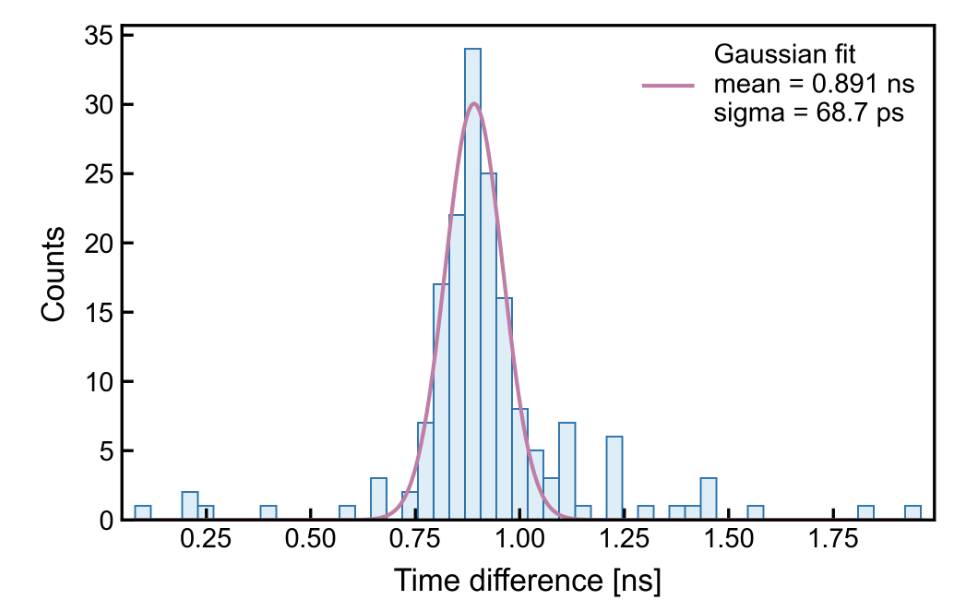 Gaussian fit
mean = 0.891 ns
sigma = 68.7 ps
Counts
35
30
25
20
15
10
5
0
0.25 0.50 0.75 1.00 1.25 1.50 1.75
Time difference [ns]